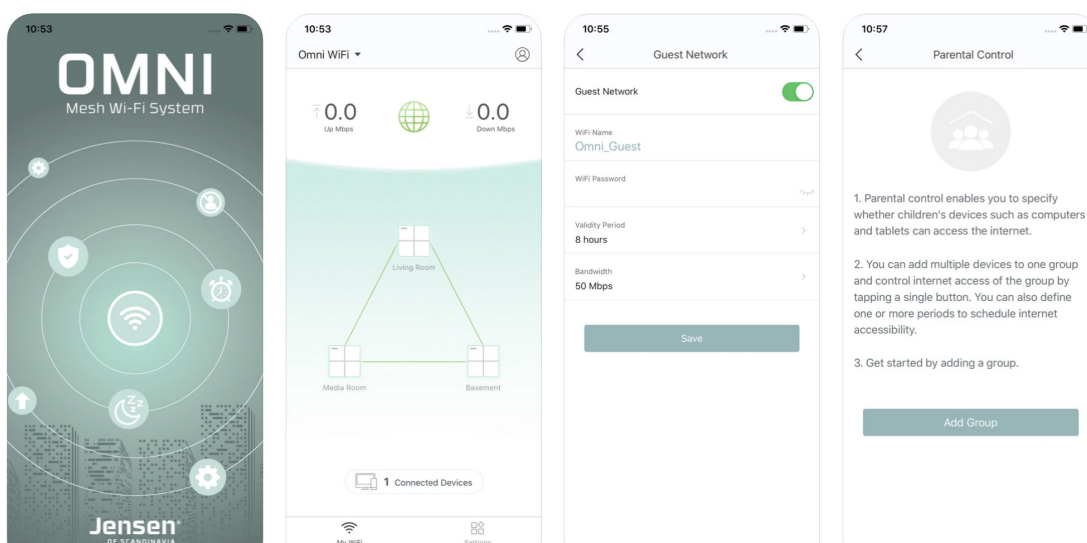 10:53
OMNI
Mesh Wi-Fi System
Zzz
Jensen
OF SCANDINAVIA
10:53
Omni WiFi
0.0
Up Mbps
0.0
Down Mbps
Living Room
Media Room
Basement
1 Connected Devices
My WiFi
Settings
10:55
Guest Network
Guest Network
WiFi Name
Omni_Guest
WiFi Password
Validity Period
8 hours
Bandwidth
50 Mbps
Save
10:57
Parental Control
1. Parental control enables you to specify
whether children's devices such as computers
and tablets can access the internet.
2. You can add multiple devices to one group
and control internet access of the group by
tapping a single button. You can also define
one or more periods to schedule internet
accessibility.
3. Get started by adding a group.
Add Group